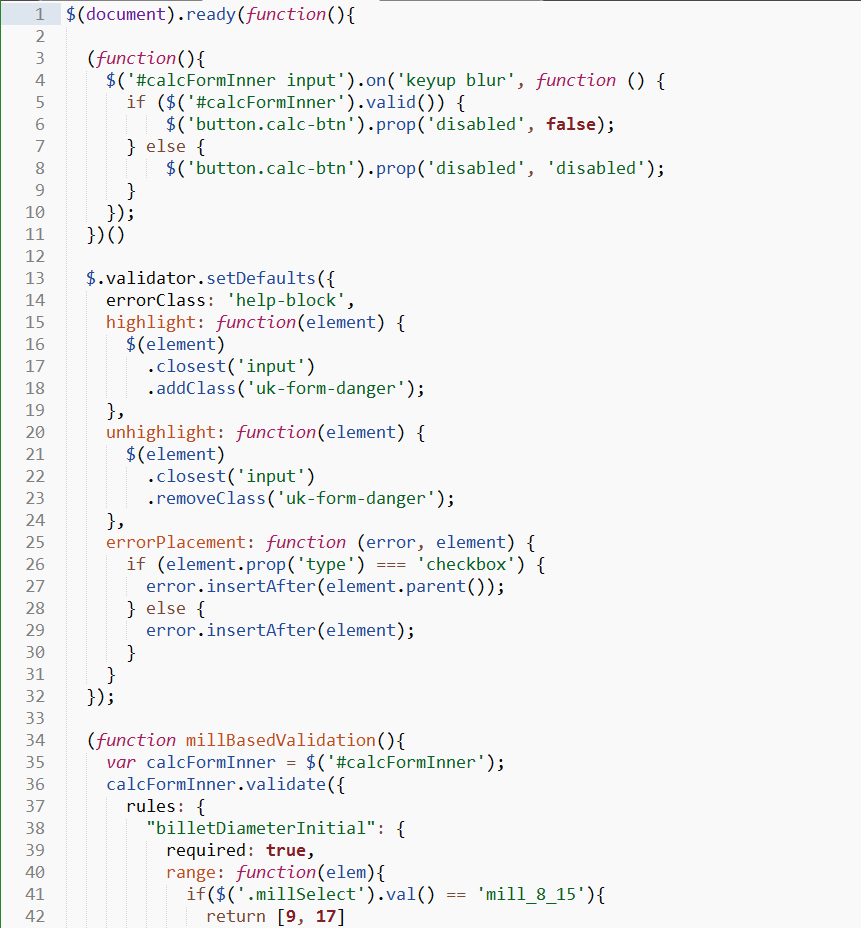 1 $(document).ready(function(){
2
3 (function(){
4 $('#calcFormInner input').on('keyup blur', function () {
5 if ($('#calcFormInner').valid()) {
6 $('button.calc-btn').prop('disabled', false);
7 } else {
8 $('button.calc-btn').prop('disabled', 'disabled');
9 }
10 });
11 })()
12
13 $.validator.setDefaults({
14 errorClass: 'help-block',
15 highlight: function(element) {
16 $(element)
17 .closest('input')
18 .addClass('uk-form-danger');
19 },
20 unhighlight: function(element) {
21 $(element)
22 .closest('input')
23 .removeClass('uk-form-danger');
24 },
25 errorPlacement: function (error, element) {
26 if (element.prop('type') === 'checkbox') {
27 error.insertAfter(element.parent());
28 } else {
29 error.insertAfter(element);
30 }
31 }
32 });
33
34 (function millBasedValidation(){
35 var calcFormInner = $('#calcFormInner');
36 calcFormInner.validate({
37 rules: {
38 "billetDiameterInitial": {
39 required: true,
40 range: function(elem){
41 if($('.millSelect').val() == 'mill_8_15'){
42 return [9, 17]